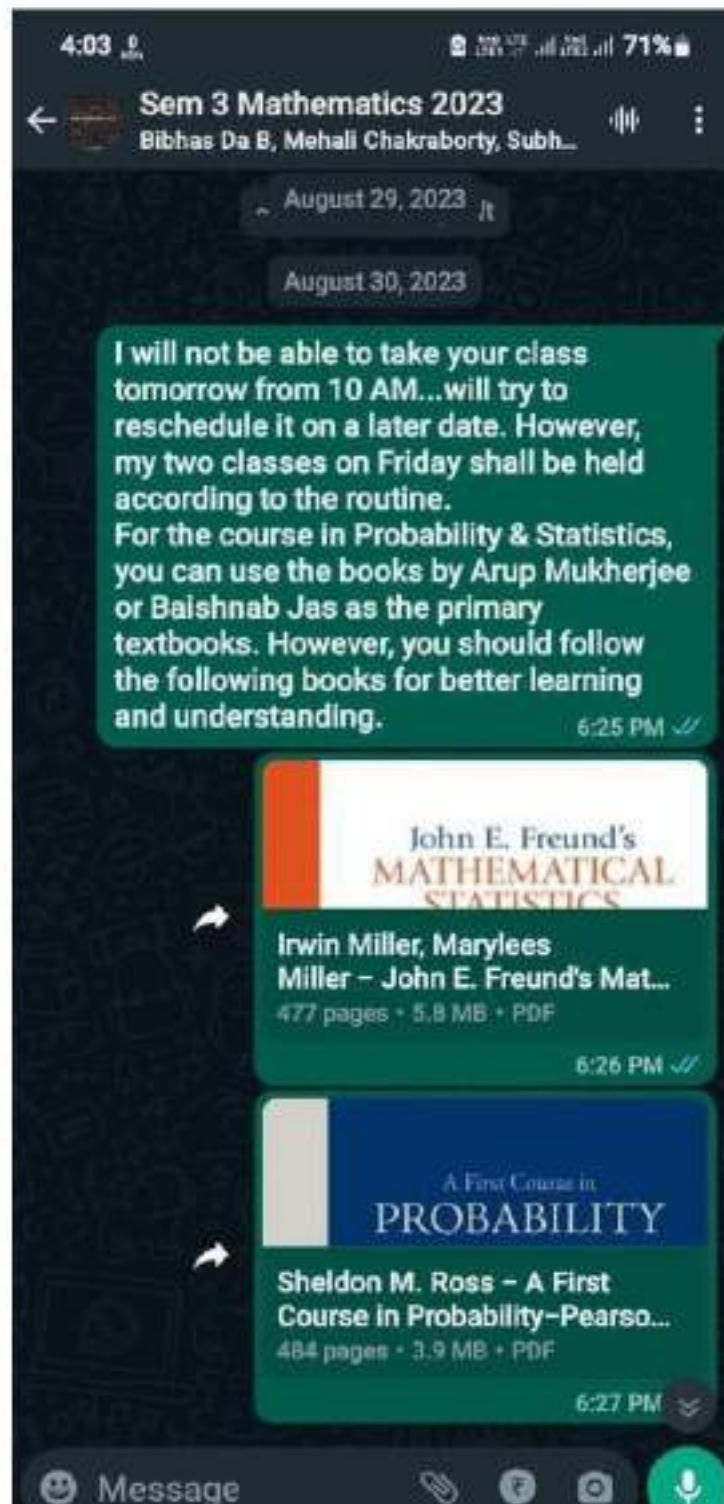 4:03
71%
Sem 3 Mathematics 2023
Bibhas Da B, Mehali Chakraborty, Subh...
August 29, 2023
August 30, 2023
I will not be able to take your class
tomorrow from 10 AM...will try to
reschedule it on a later date. However,
my two classes on Friday shall be held
according to the routine.
For the course in Probability & Statistics,
you can use the books by Arup Mukherjee
or Baishnab Jas as the primary
textbooks. However, you should follow
the following books for better learning
and understanding.
6:25 PM
John E. Freund's
MATHEMATICAL
STATISTICS
Irwin Miller, Marylees
Miller – John E. Freund's Mat...
477 pages • 5.8 MB • PDF
6:26 PM
A First Course in
PROBABILITY
Sheldon M. Ross – A First
Course in Probability–Pearso...
484 pages • 3.9 MB • PDF
6:27 PM
Message